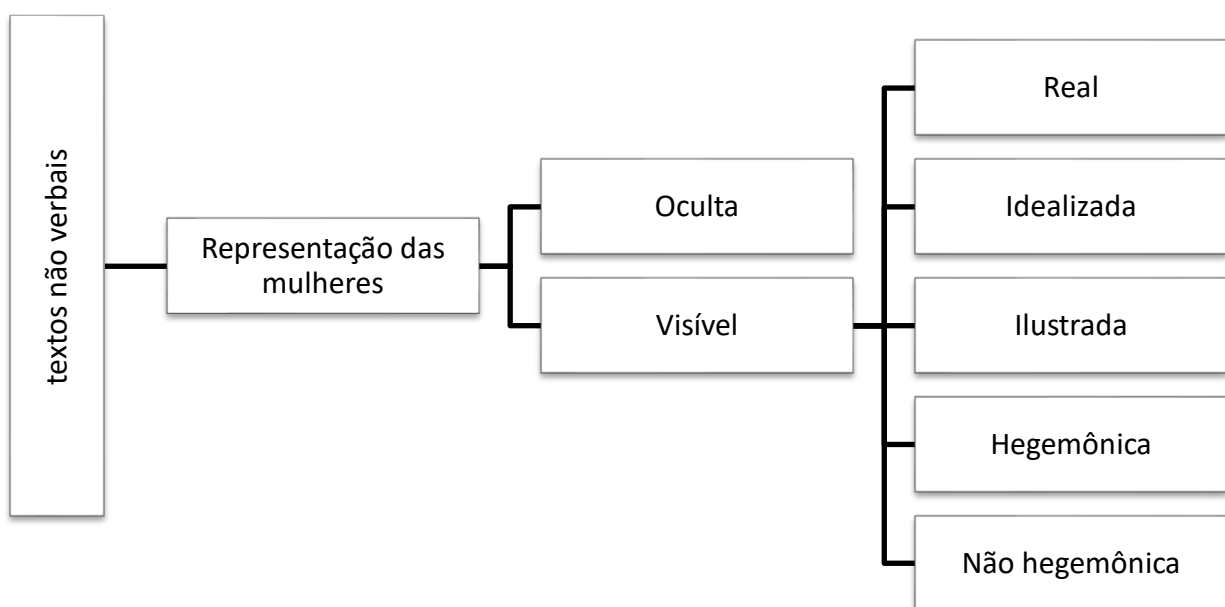 textos não verbais
Representação das
mulheres
Oculta
Visível
Real
Idealizada
Ilustrada
Hegemônica
Não hegemônica